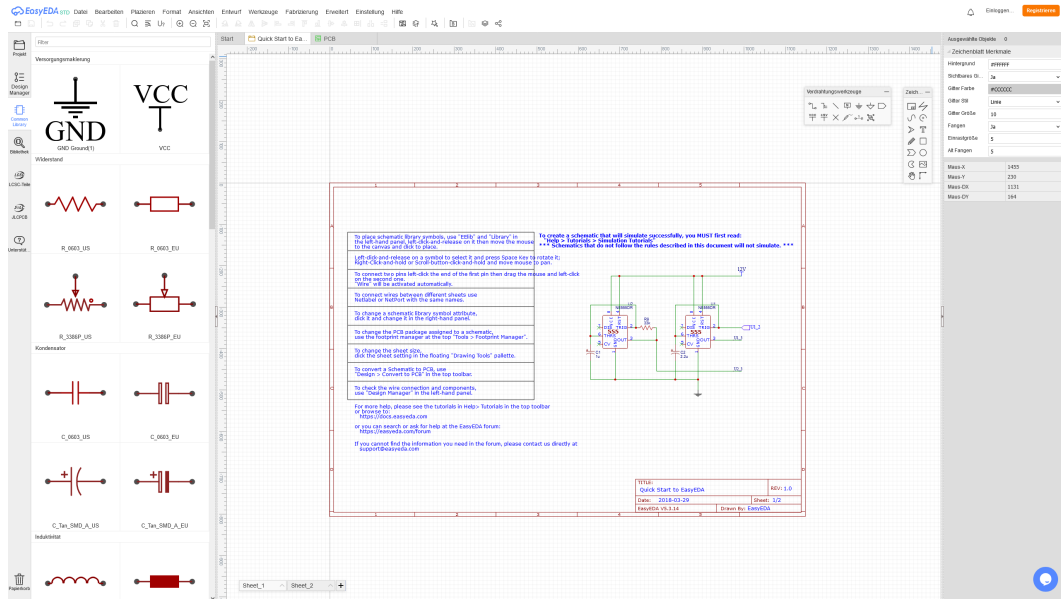 EasyEDA STD
Datei Bearbeiten Plazieren Format Ansichten Entwurf Werkzeuge Fabrizierung Erweitert Einstellung Hilfe
Einloggen
Registrieren
Start Quick Start to Ea... PCB
Projekt
Design Manager
Common Library
Bibliothek
LCSC-Teile
JLCPCB
Papierkorb
Filter
GND
GND Ground(1)
VCC
VCC
Widerstand
R_0603_US
R_0603_EU
R_3386P_US
R_3386P_EU
Kondensator
C_0603_US
C_0603_EU
C_Tan_SMD_A_US
C_Tan_SMD_A_EU
Induktivität
To place schematic library symbols, use "EElib" and "Library" in
the left-hand panel, left-click-and-release on it then move the mouse
to the canvas and click to place.
Left-click-and-release on a symbol to select it and press Space key to rotate it;
Right-Click-and-hold or Scroll-button-click-and-hold and move mouse to pan.
To connect two pins left-click the end of the first pin then drag the mouse and left-click
on the second one.
"Wire" will be activated automatically.
To connect wires between different sheets use
Netlabel or NetPort with the same names.
To change a schematic library symbol attribute,
click it and change it in the right-hand panel.
To change the PCB package assigned to a schematic,
use the footprint manager at the top "Tools > Footprint Manager".
To change the sheet size,
click the sheet setting in the floating "Drawing Tools" pallette.
To convert a Schematic to PCB, use
"Design > Convert to PCB" in the top toolbar.
To check the wire connection and components,
use "Design Manager" in the left-hand panel.
For more help, please see the tutorials in Help> Tutorials in the top toolbar
or browse to:
https://docs.easyeda.com
or you can search or ask for help at the EasyEDA forum:
https://easyeda.com/forum
If you cannot find the information you need in the forum, please contact us directly at
support@easyeda.com
To create a schematic that will simulate successfully, you MUST first read:
"Help > Tutorials > Simulation Tutorials"
*** Schematics that do not follow the rules described in this document will not simulate. ***
12V
555
555
TITLE:
Quick Start to EasyEDA
REV: 1.0
Date: 2018-03-29
Sheet: 1/2
EasyEDA V5.3.14
Drawn By: EasyEDA
Sheet_1 Sheet_2
Verdrahtungswerkzeuge
Zeich...
Ausgewählte Objekte 0
Zeichenblatt Merkmale
Hintergrund #FFFFFF
Sichtbares Gi... Ja
Gitter Farbe #CCCCCC
Gitter Stil Linie
Gitter Größe 10
Fangen Ja
Einrastgröße 5
Alt Fangen 5
Maus-X 1455
Maus-Y 230
Maus-DX 1131
Maus-DY 164